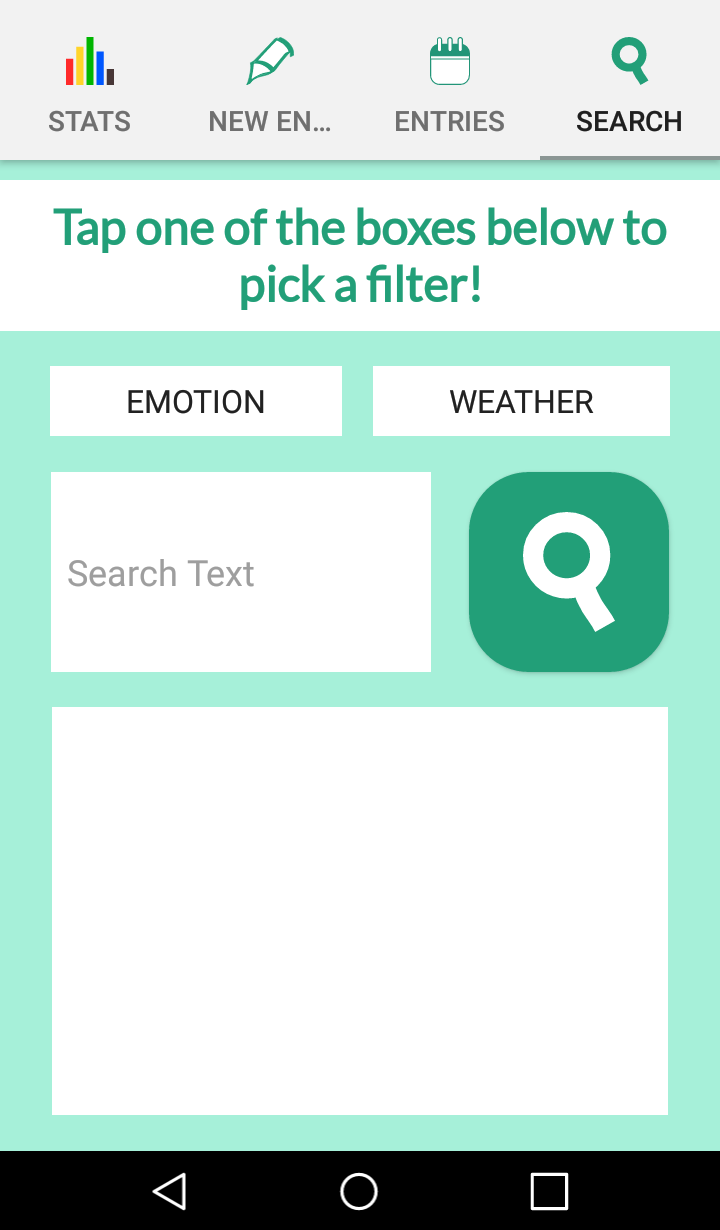 STATS
NEW EN...
ENTRIES
SEARCH
Tap one of the boxes below to
pick a filter!
EMOTION
WEATHER
Search Text